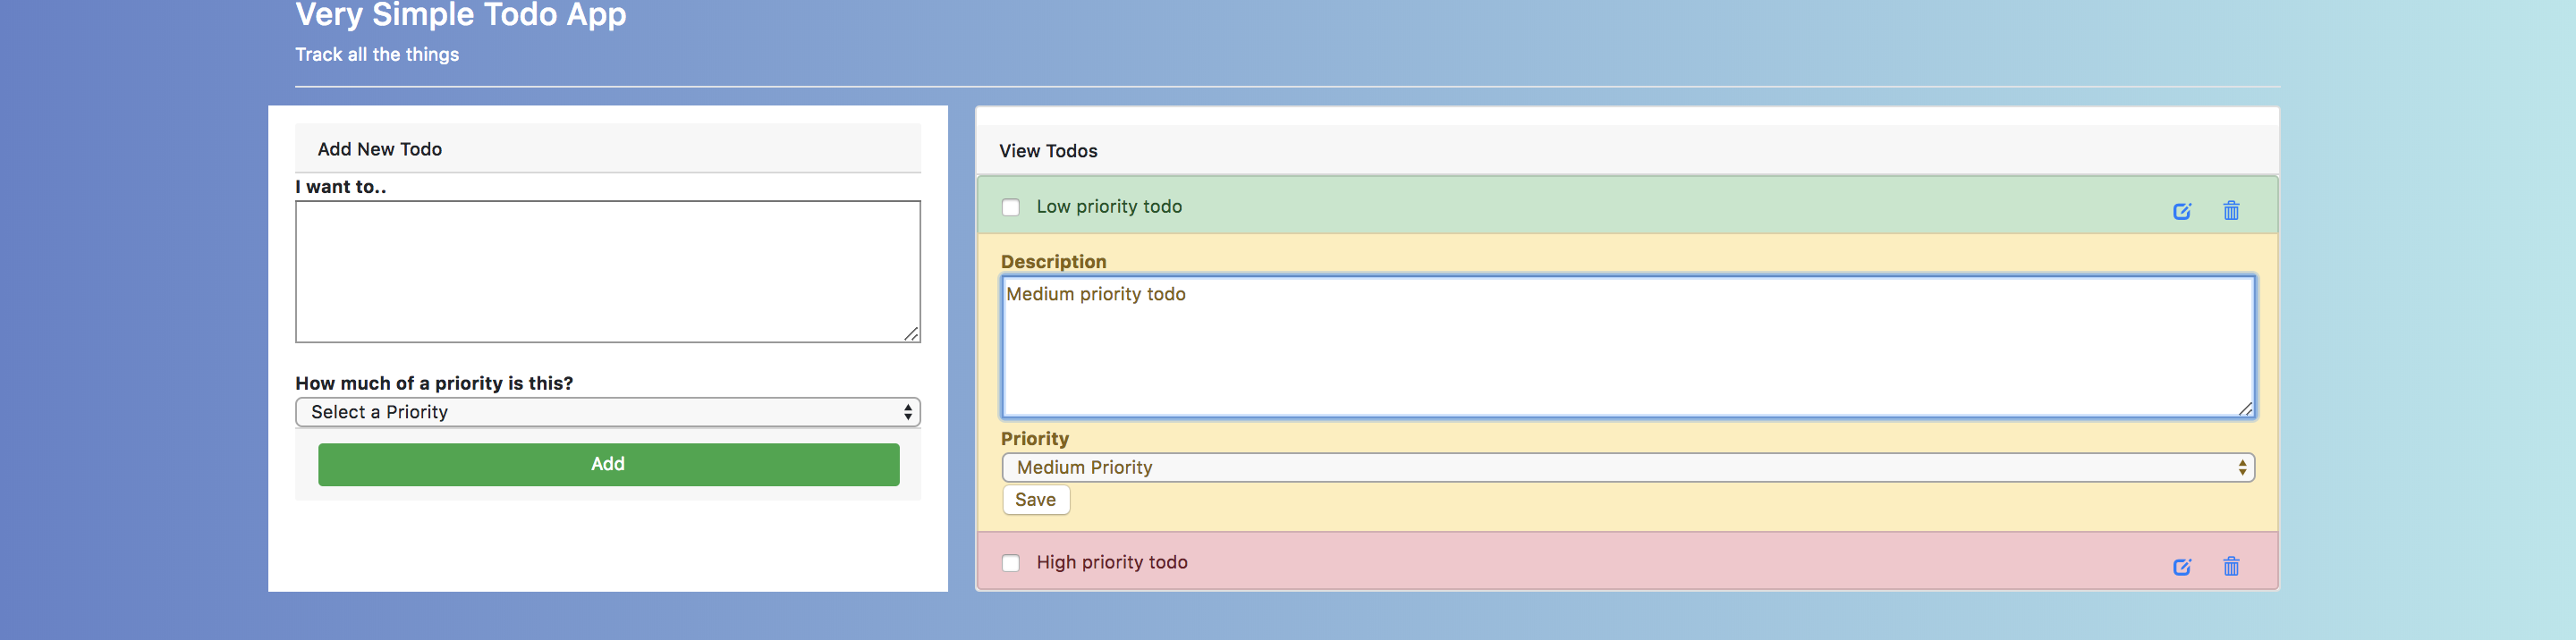 Very Simple Todo App
Track all the things
Add New Todo
I want to..
How much of a priority is this?
Select a Priority
Add
View Todos
Low priority todo
Description
Medium priority todo
Priority
Medium Priority
Save
High priority todo